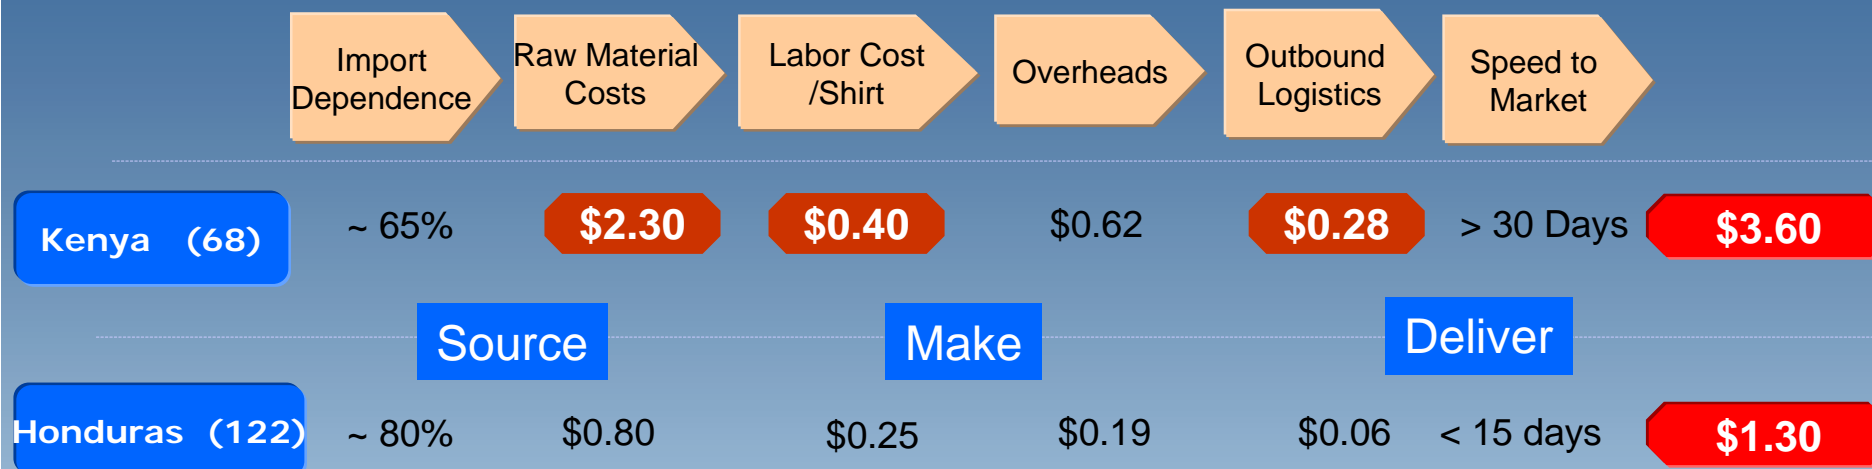 Import
Dependence
Raw Material
Costs
Labor Cost
/Shirt
Overheads
Outbound
Logistics
Speed to
Market
Kenya (68)
~ 65%
$2.30
$0.40
$0.62
$0.28
> 30 Days
$3.60
Source
Make
Deliver
Honduras (122)
~ 80%
$0.80
$0.25
$0.19
$0.06
< 15 days
$1.30